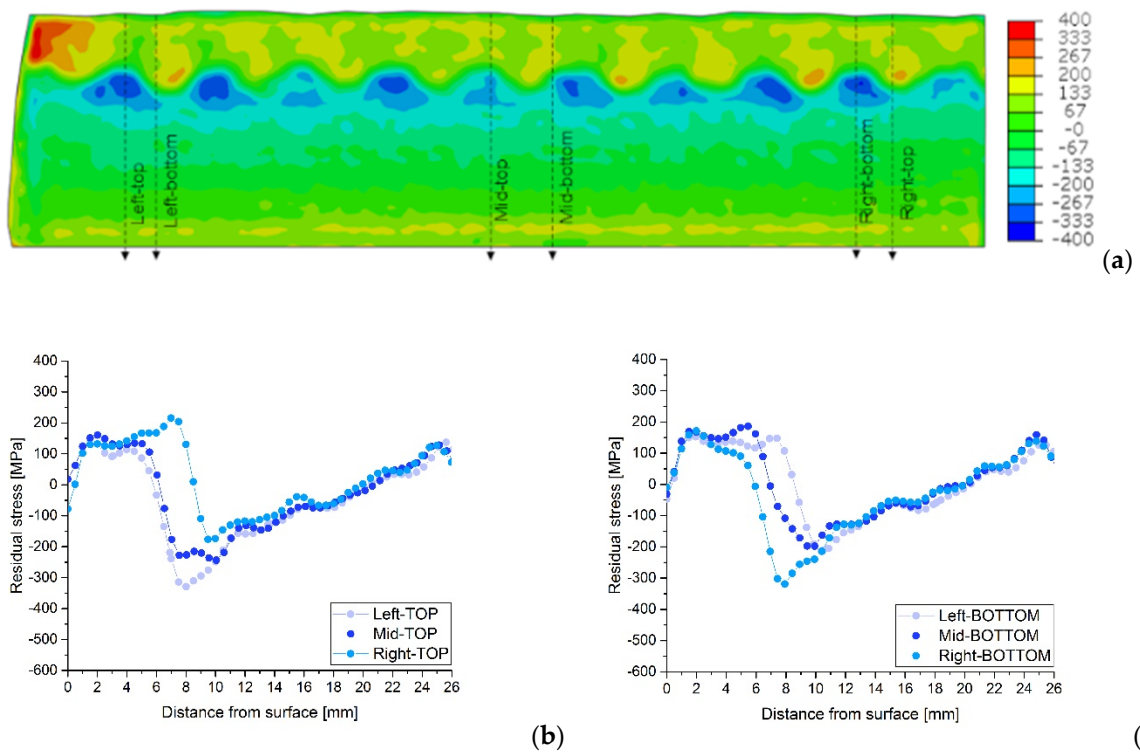 400
333
267
200
133
67
-0
-67
-133
-200
-267
-333
-400
Left-top
Left-bottom
Mid-top
Mid-bottom
Right-bottom
Right-top
(a)
Residual stress [MPa]
400
300
200
100
0
-100
-200
-300
-400
-500
-600
Left-TOP
Mid-TOP
Right-TOP
0 2 4 6 8 10 12 14 16 18 20 22 24 26
Distance from surface [mm]
(b)
Residual stress [MPa]
400
300
200
100
0
-100
-200
-300
-400
-500
-600
Left-BOTTOM
Mid-BOTTOM
Right-BOTTOM
0 2 4 6 8 10 12 14 16 18 20 22 24 26
Distance from surface [mm]
(